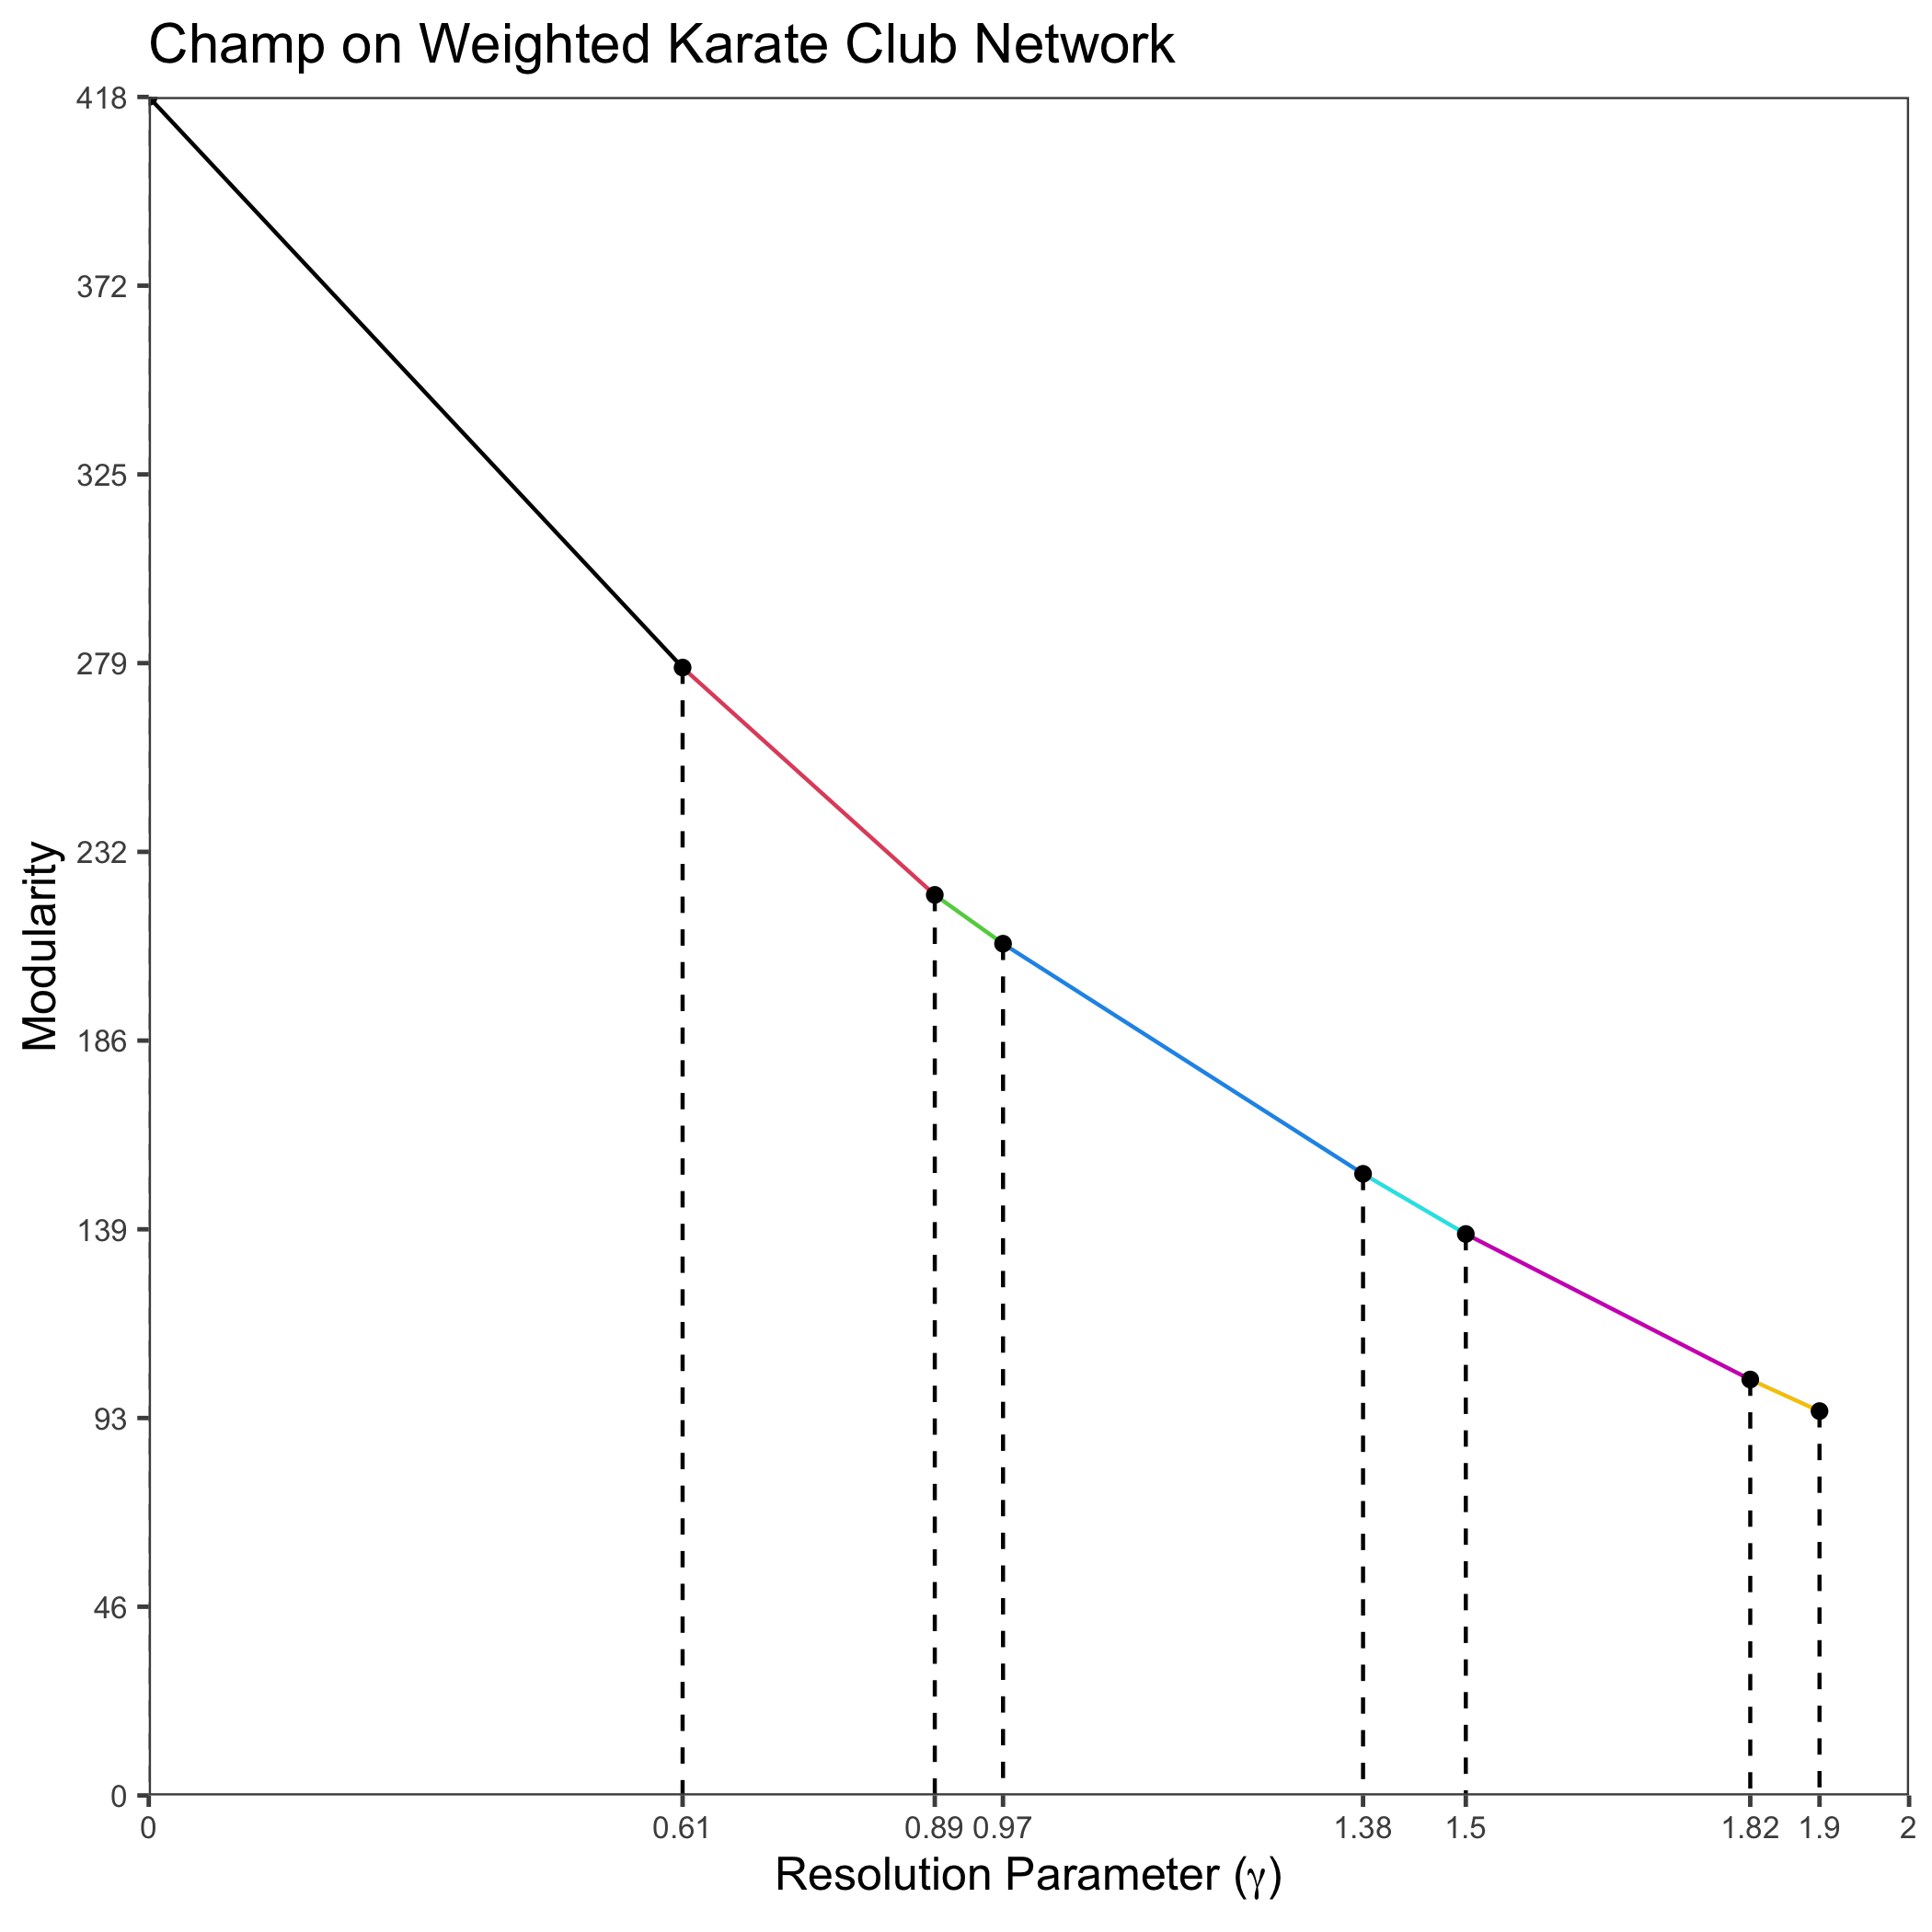 Champ on Weighted Karate Club Network
418
372
325
279
232
186
139
93
46
0
Modularity
0 0.61 0.89 0.97 1.38 1.5 1.82 1.9 2
Resolution Parameter (γ)